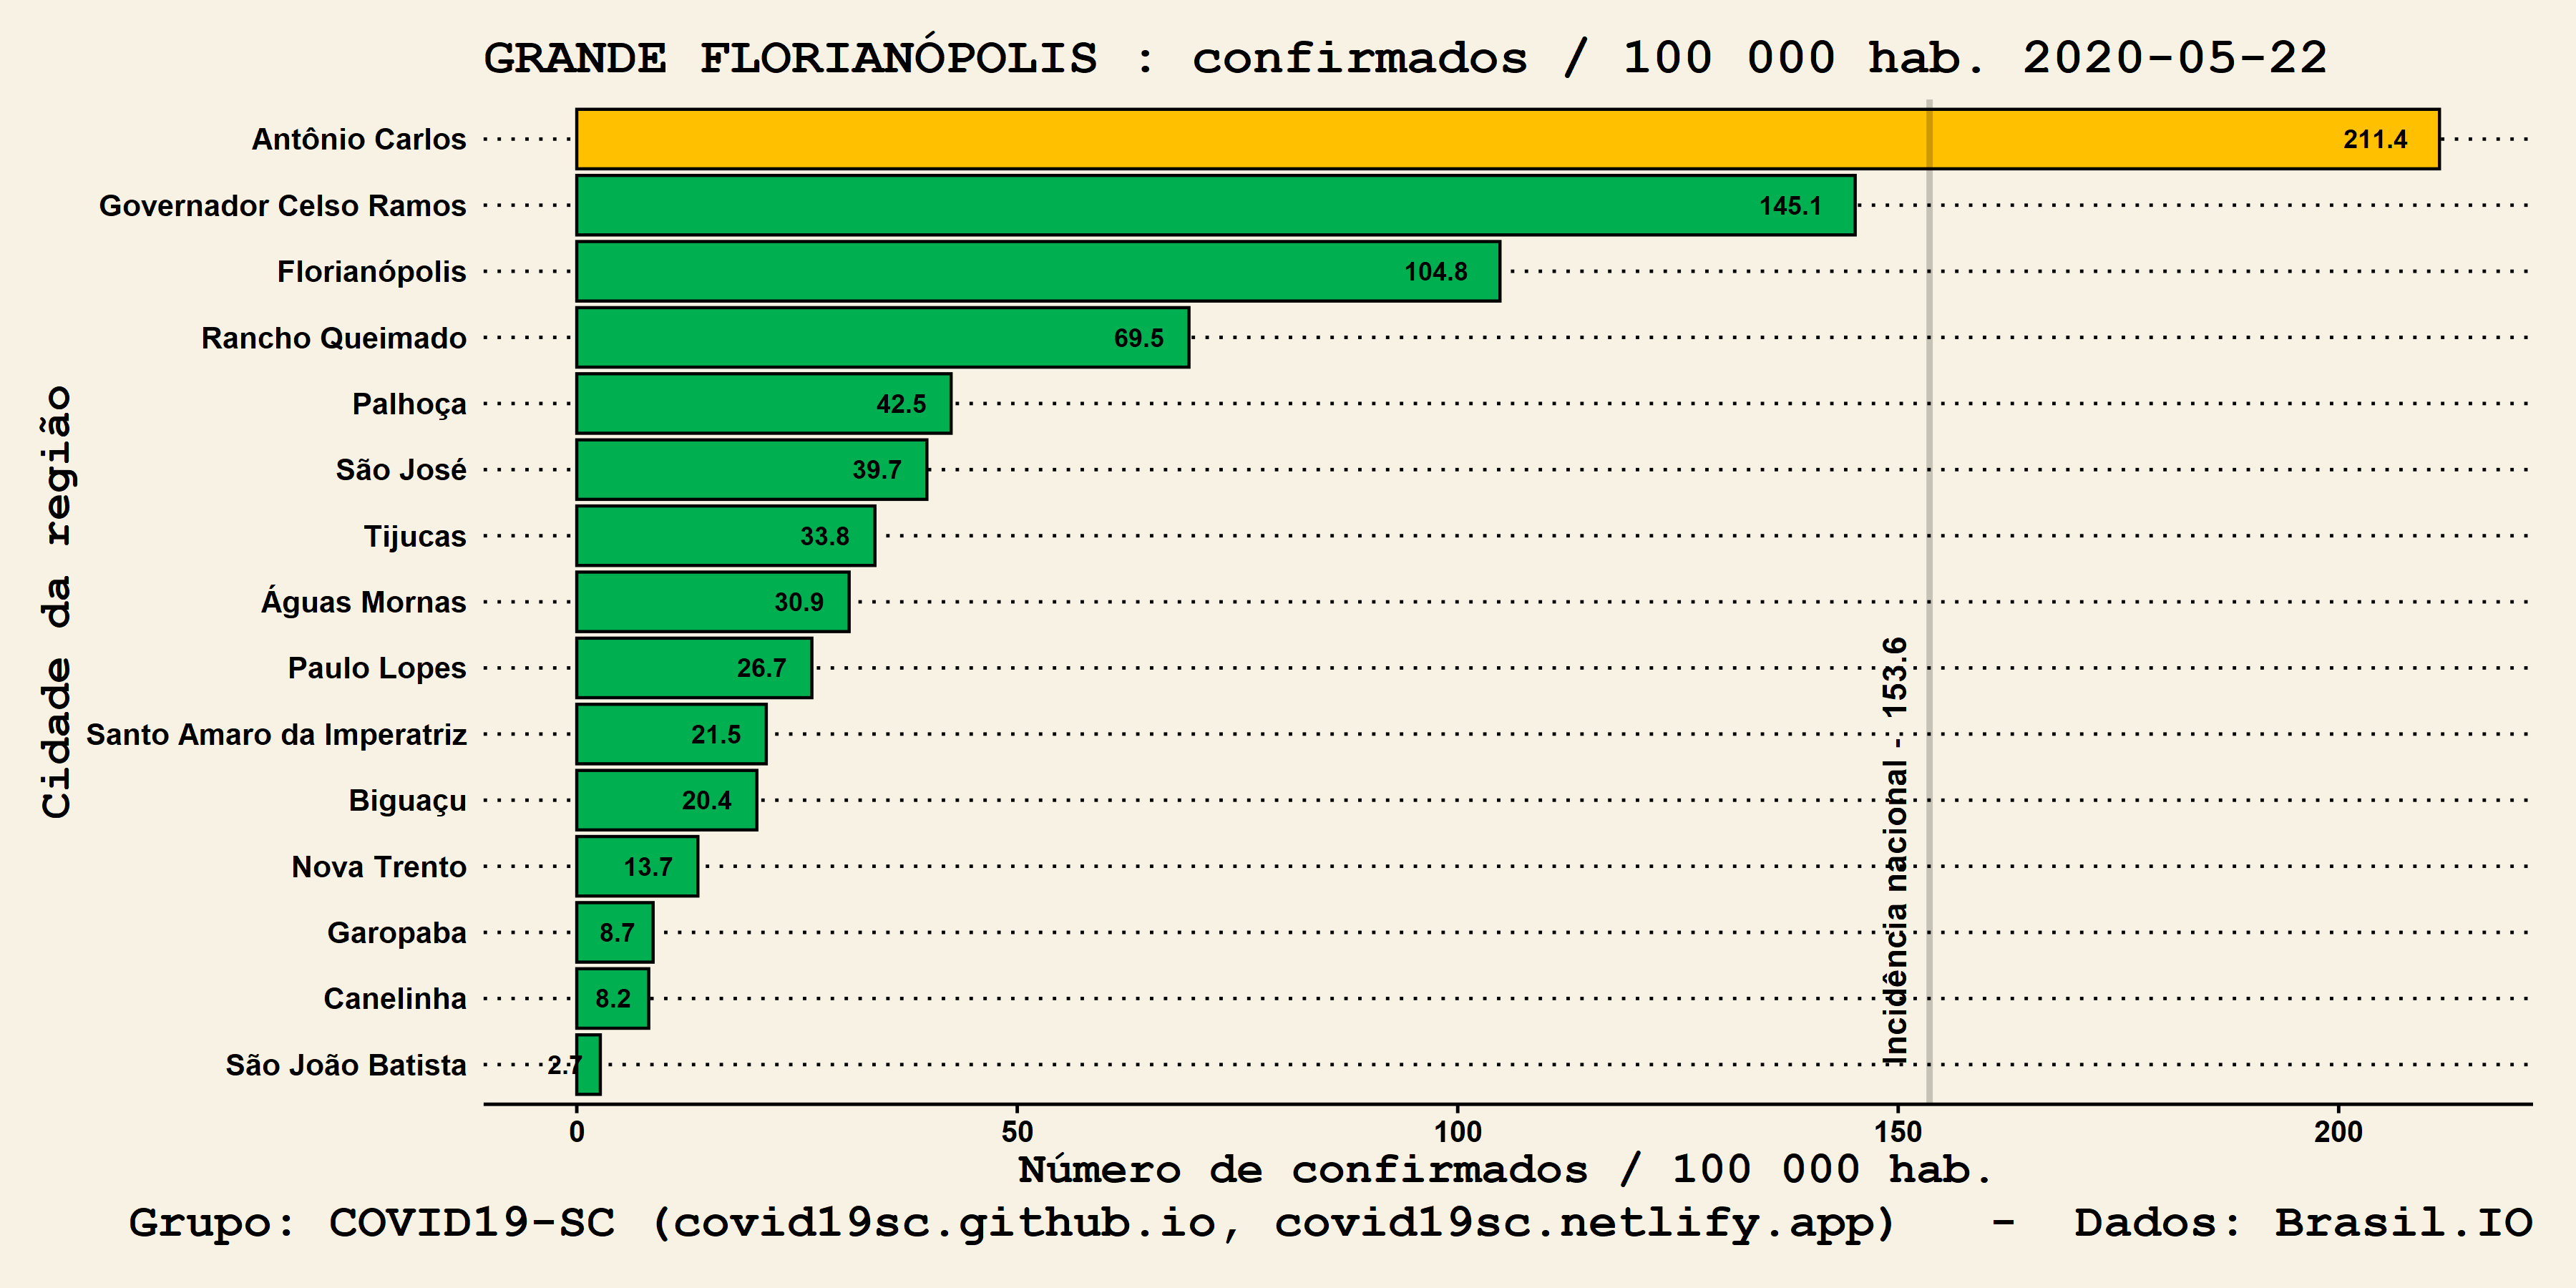 GRANDE FLORIANÓPOLIS : confirmados / 100 000 hab. 2020-05-22
Cidade da região
Antônio Carlos 211.4
Governador Celso Ramos 145.1
Florianópolis 104.8
Rancho Queimado 69.5
Palhoça 42.5
São José 39.7
Tijucas 33.8
Águas Mornas 30.9
Paulo Lopes 26.7
Santo Amaro da Imperatriz 21.5
Biguaçu 20.4
Nova Trento 13.7
Garopaba 8.7
Canelinha 8.2
São João Batista 2.7
Incidência nacional - 153.6
0 50 100 150 200
Número de confirmados / 100 000 hab.
Grupo: COVID19-SC (covid19sc.github.io, covid19sc.netlify.app) - Dados: Brasil.IO